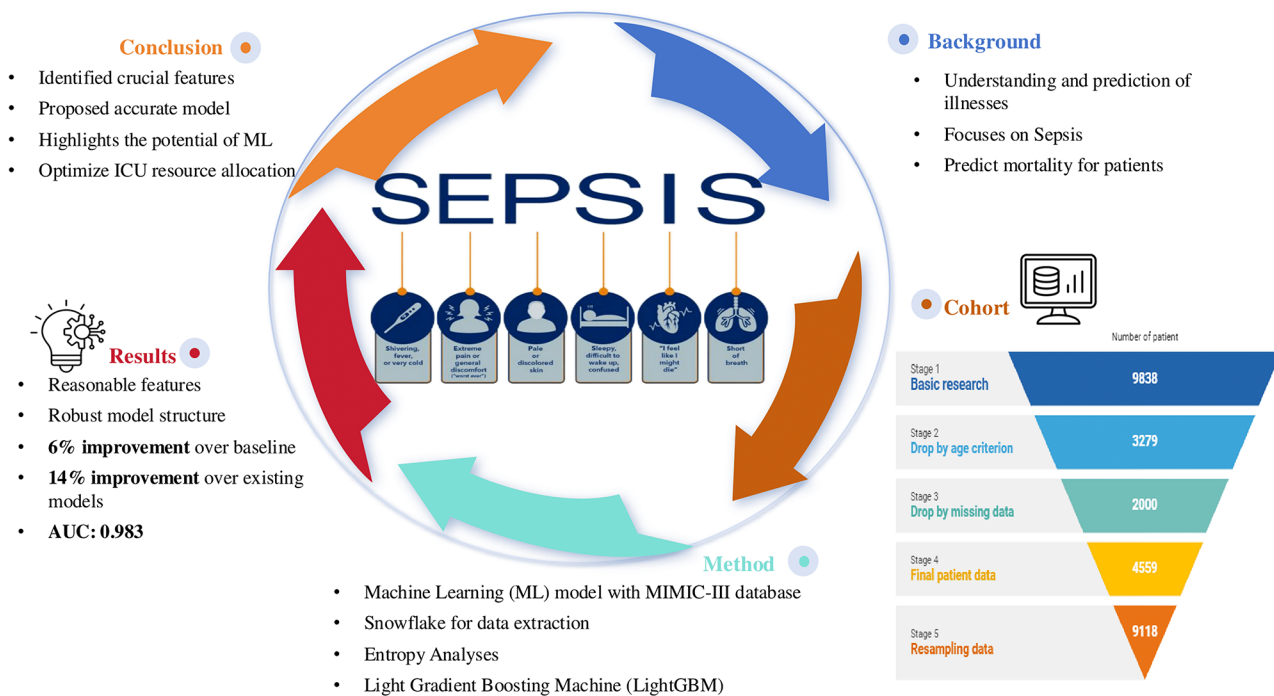 Conclusion
• Identified crucial features
• Proposed accurate model
• Highlights the potential of ML
• Optimize ICU resource allocation
Background
• Understanding and prediction of
illnesses
• Focuses on Sepsis
• Predict mortality for patients
SEPSIS
Shivering,
fever,
or very cold
Extreme
pain or
general
discomfort
("worst ever")
Pale
or
discolored
skin
Sleepy,
difficult to
wake up,
confused
"I feel
like I
might
die"
Short
of
breath
Cohort
Number of patient
Stage 1
Basic research
9838
Stage 2
Drop by age criterion
3279
Stage 3
Drop by missing data
2000
Stage 4
Final patient data
4559
Stage 5
Resampling data
9118
Results
• Reasonable features
• Robust model structure
• 6% improvement over baseline
• 14% improvement over existing
models
• AUC: 0.983
Method
• Machine Learning (ML) model with MIMIC-III database
• Snowflake for data extraction
• Entropy Analyses
• Light Gradient Boosting Machine (LightGBM)